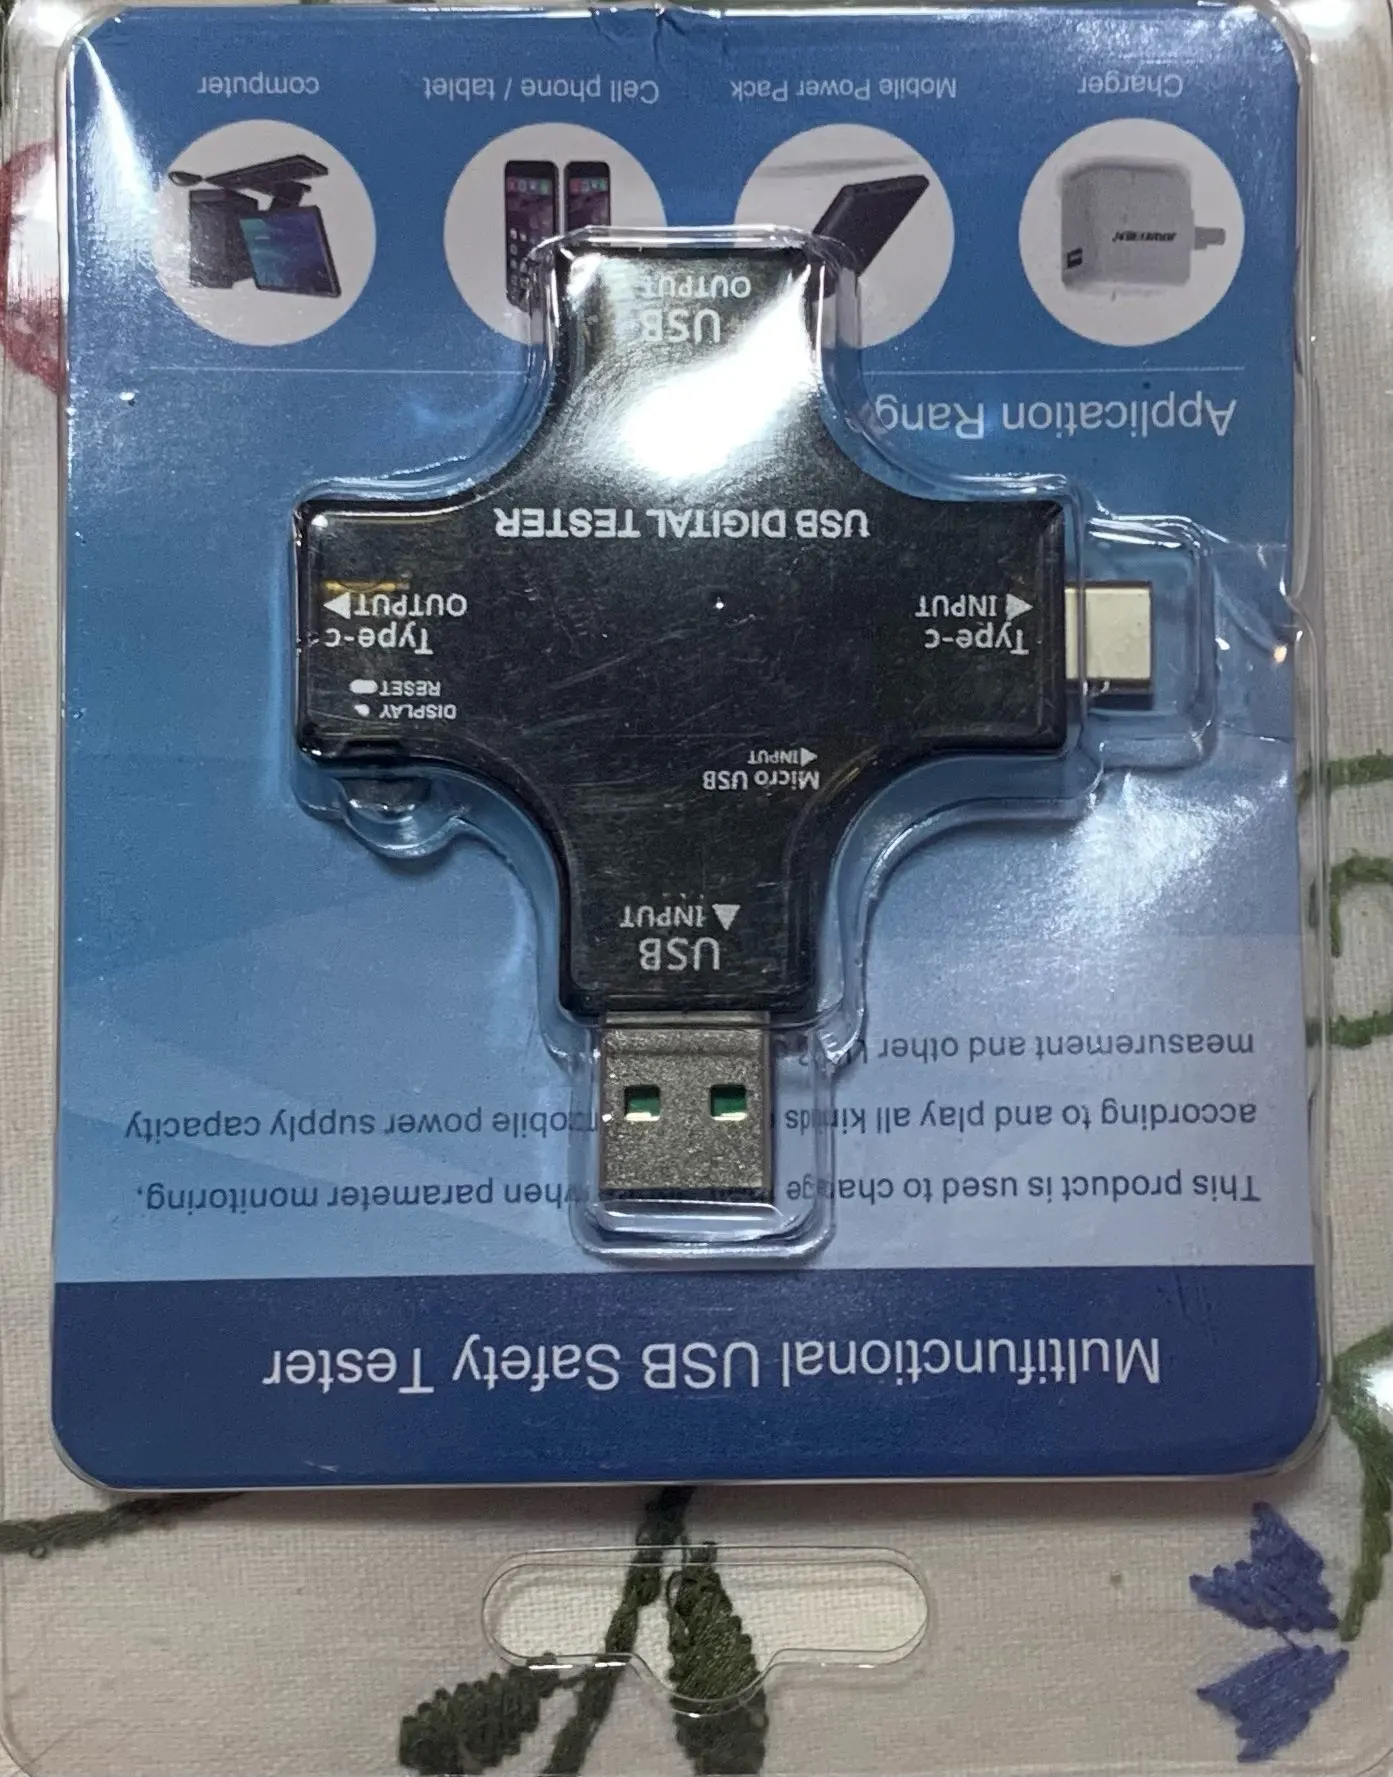 Multifunctional USB Safety Tester
This product is used to change when parameter monitoring.
according to and play all kinds mobile power supply capacity
measurement and other
USB
INPUT
Micro USB
INPUT
DISPLAY
RESET
Type-c
INPUT
Type-c
OUTPUT
USB DIGITAL TESTER
USB
OUTPUT
Application Rang
Charger
Mobile Power Pack
Cell phone / tablet
computer